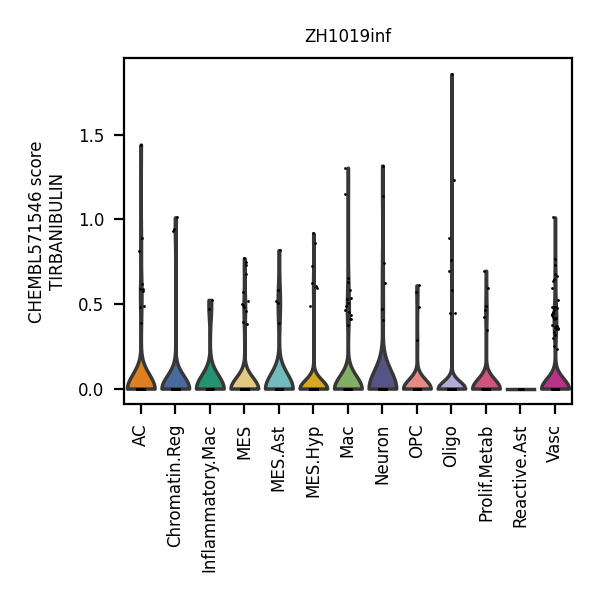 ZH1019inf
CHEMBL571546 score
TIRBANIBULIN
1.5
1.0
0.5
0.0
AC
Chromatin.Reg
Inflammatory.Mac
MES
MES.Ast
MES.Hyp
Mac
Neuron
OPC
Oligo
Prolif.Metab
Reactive.Ast
Vasc